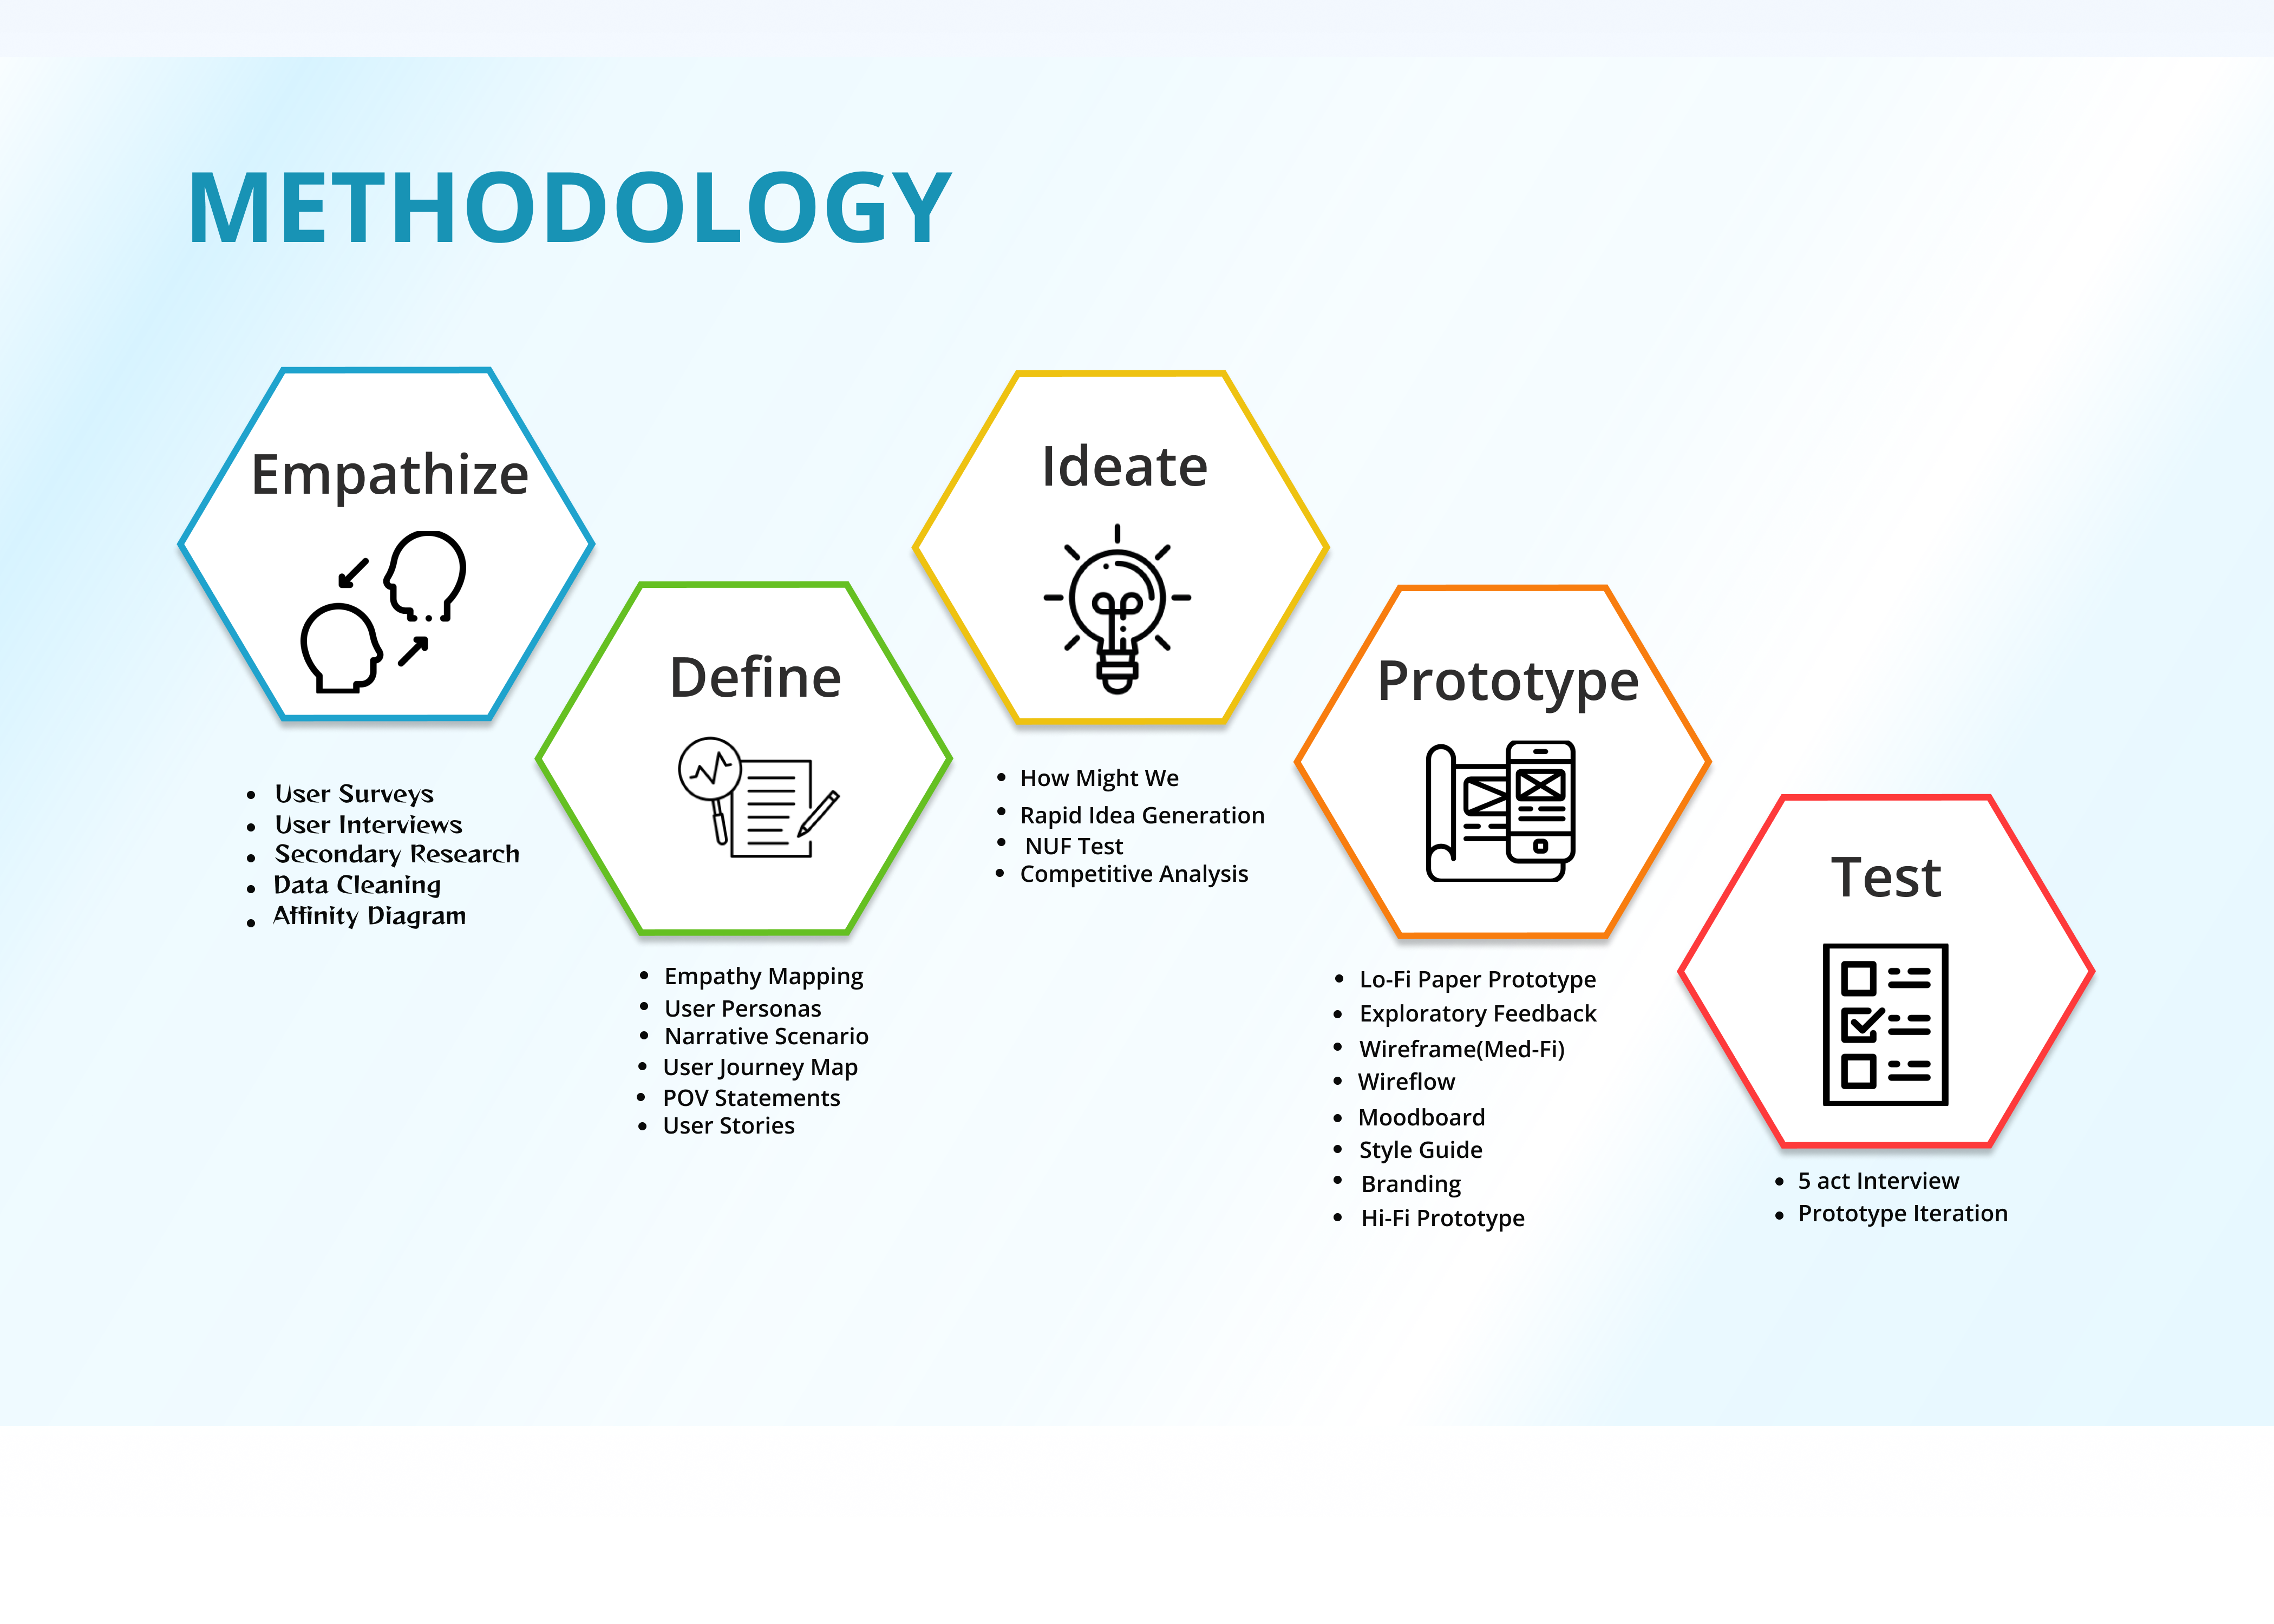 METHODOLOGY
Empathize
• User Surveys
• User Interviews
• Secondary Research
• Data Cleaning
• Affinity Diagram
Define
• Empathy Mapping
• User Personas
• Narrative Scenario
• User Journey Map
• POV Statements
• User Stories
Ideate
• How Might We
• Rapid Idea Generation
• NUF Test
• Competitive Analysis
Prototype
• Lo-Fi Paper Prototype
• Exploratory Feedback
• Wireframe(Med-Fi)
• Wireflow
• Moodboard
• Style Guide
• Branding
• Hi-Fi Prototype
Test
• 5 act Interview
• Prototype Iteration